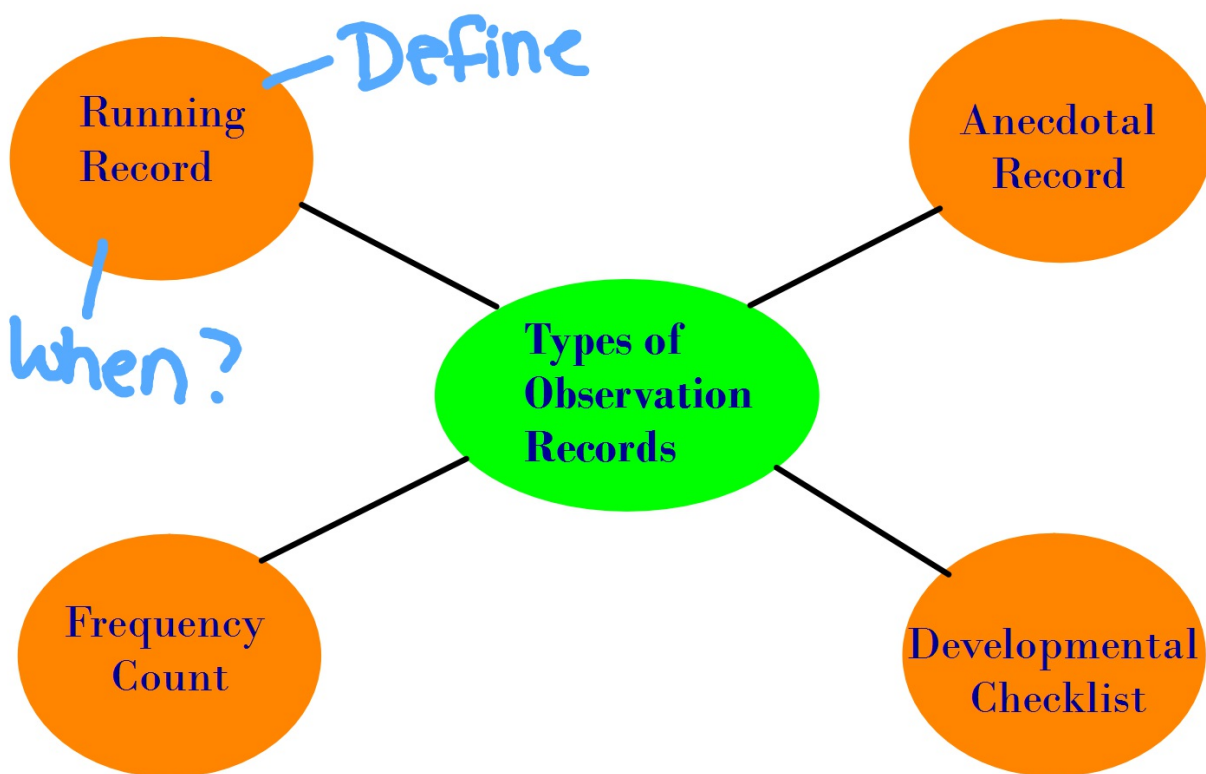 Define
Running
Record
When?
Anecdotal
Record
Types of
Observation
Records
Frequency
Count
Developmental
Checklist